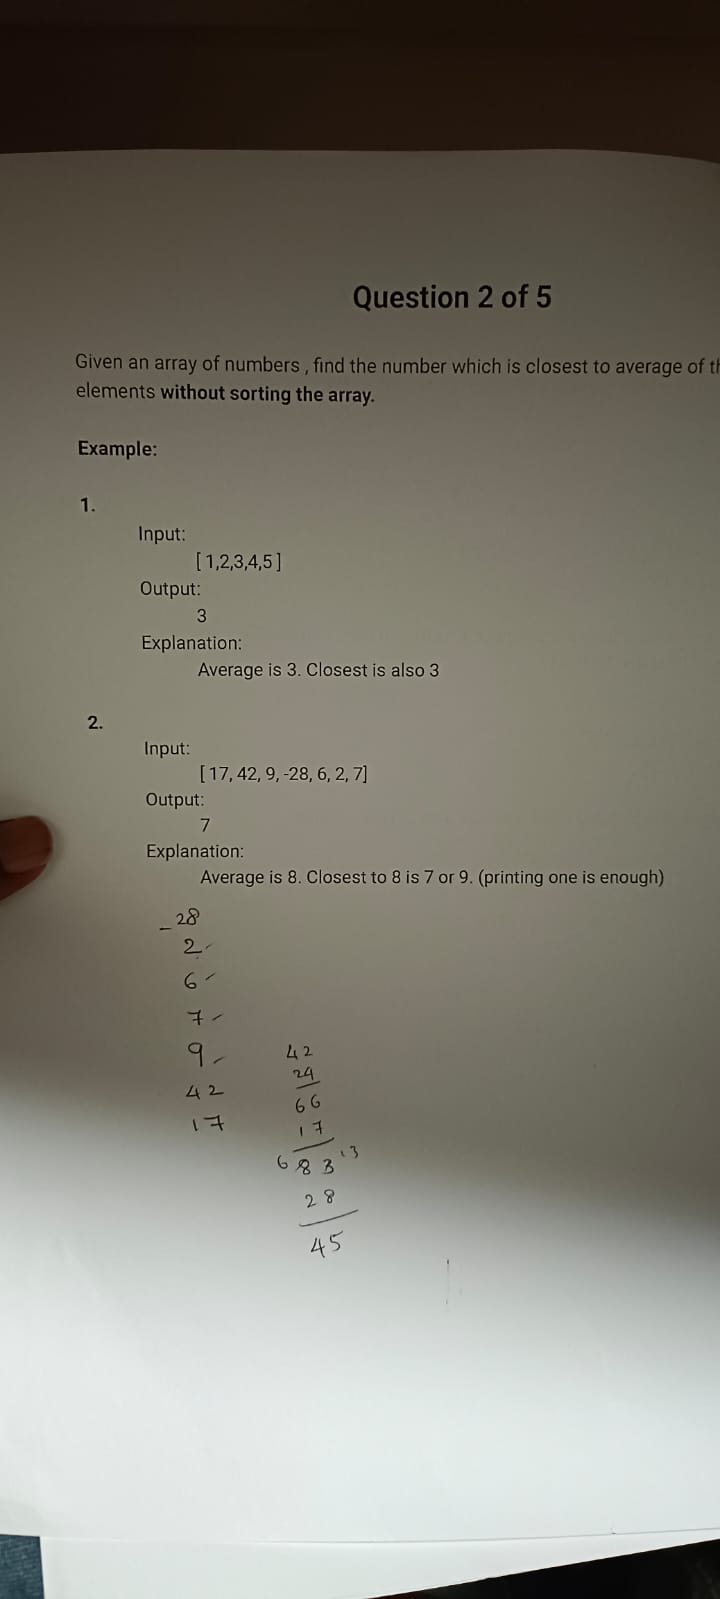 Question 2 of 5
Given an array of numbers , find the number which is closest to average of
elements without sorting the array.
Example:
1.
Input:
[ 1,2,3,4,5 ]
Output:
3
Explanation:
Average is 3. Closest is also 3
2.
Input:
[ 17, 42, 9, -28, 6, 2, 7]
Output:
7
Explanation:
Average is 8. Closest to 8 is 7 or 9. (printing one is enough)
-28
2
6
7
9
42
17
42
24
66
17
6 8 3 13
28
45